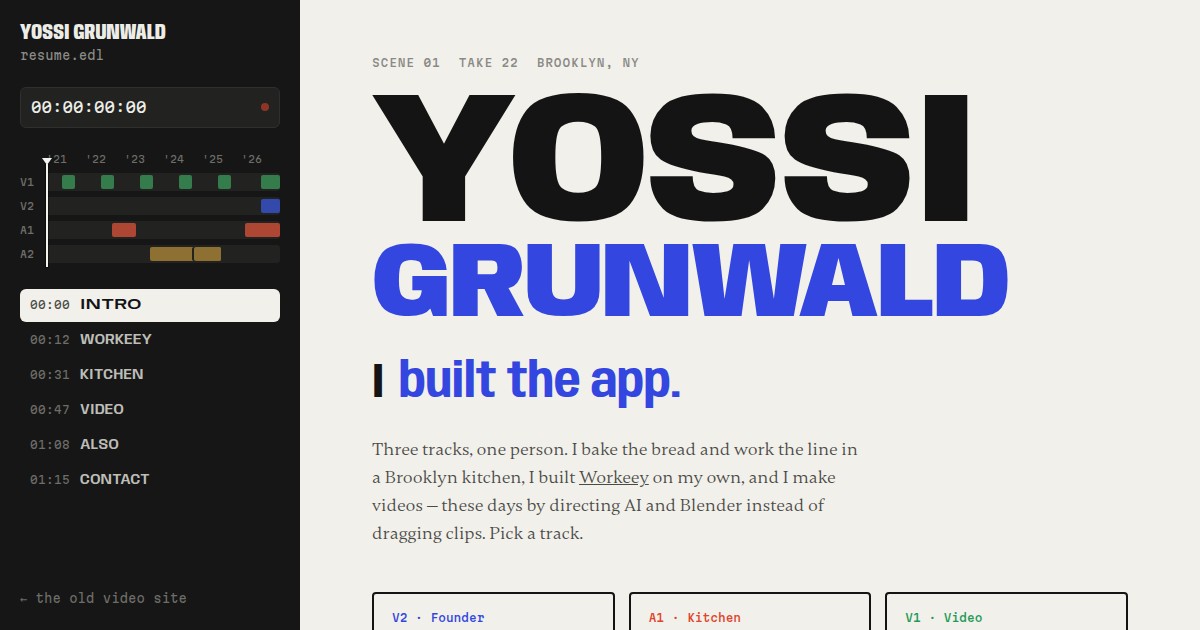 YOSSI GRUNWALD
resume.edl
00:00:00:00
'21 '22 '23 '24 '25 '26
V1
V2
A1
A2
00:00 INTRO
00:12 WORKEEY
00:31 KITCHEN
00:47 VIDEO
01:08 ALSO
01:15 CONTACT
← the old video site
SCENE 01 TAKE 22 BROOKLYN, NY
YOSSI
GRUNWALD
I built the app.
Three tracks, one person. I bake the bread and work the line in
a Brooklyn kitchen, I built Workeey on my own, and I make
videos — these days by directing AI and Blender instead of
dragging clips. Pick a track.
V2 · Founder
A1 · Kitchen
V1 · Video